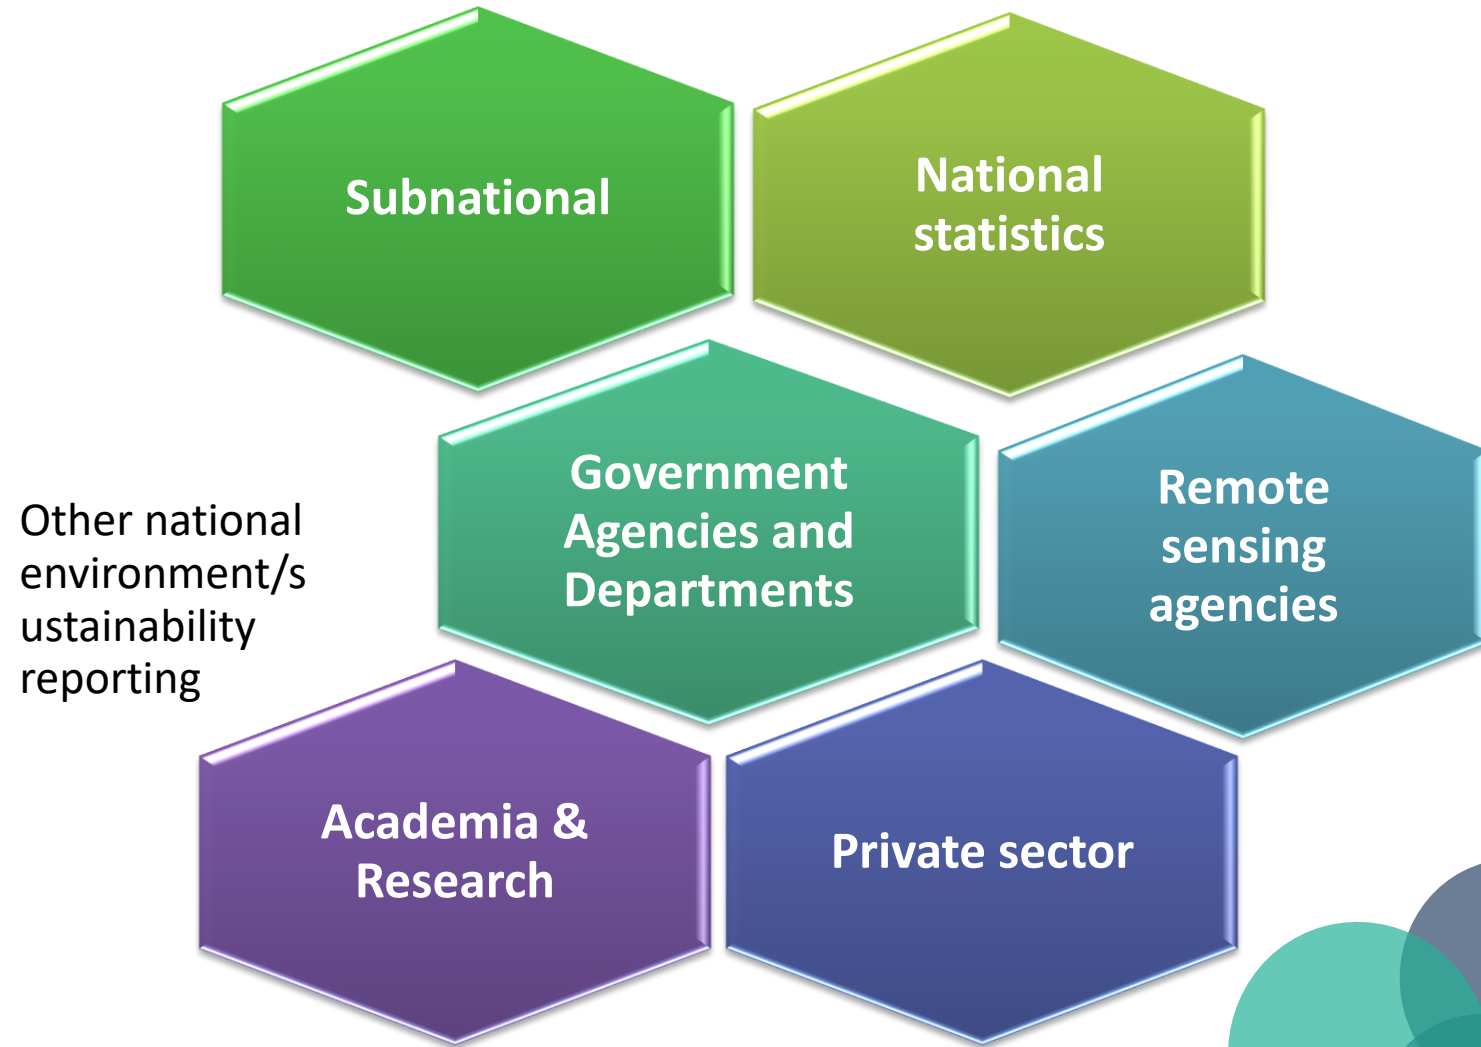 Subnational
National
statistics
Government
Agencies and
Departments
Remote
sensing
agencies
Other national
environment/s
ustainability
reporting
Academia &
Research
Private sector